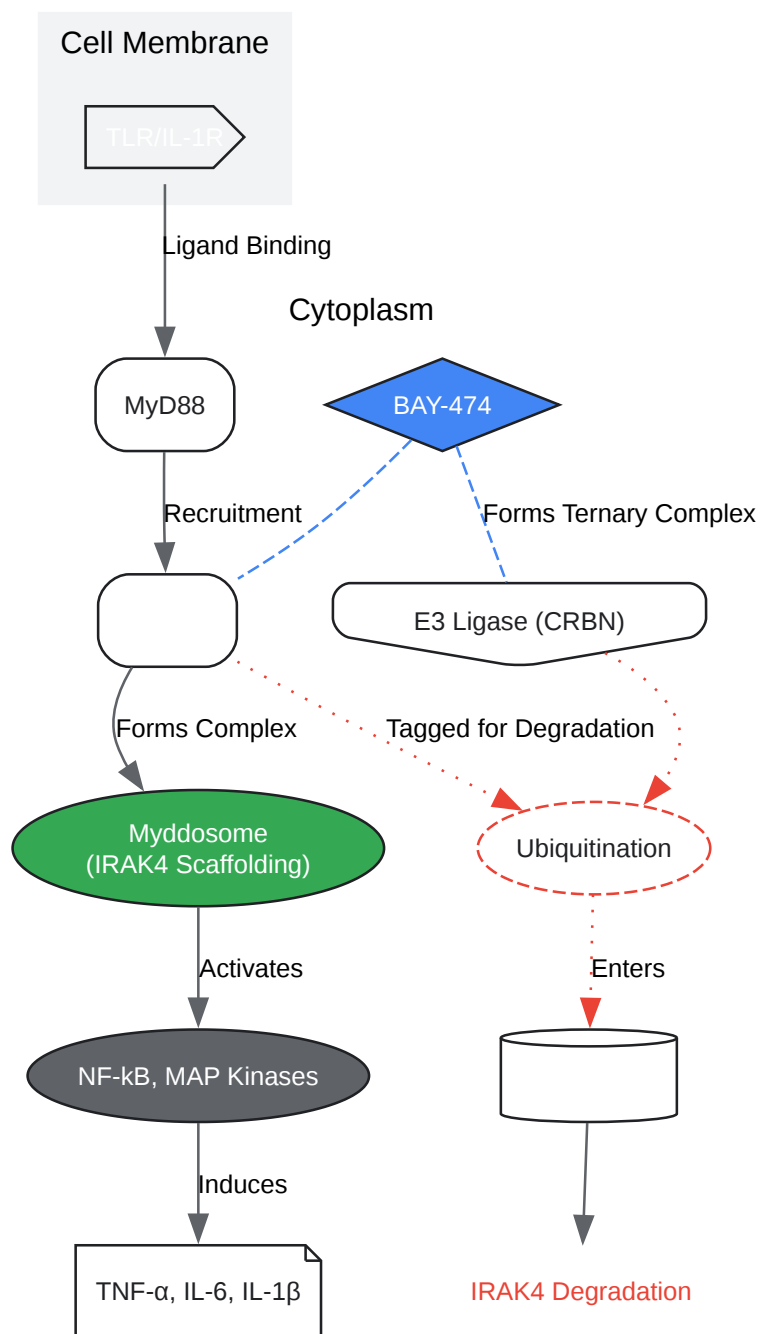 Cell Membrane
TLR/IL-1R
Ligand Binding
Cytoplasm
MyD88
BAY-474
Recruitment
Forms Ternary Complex
E3 Ligase (CRBN)
Forms Complex
Tagged for Degradation
Myddosome
(IRAK4 Scaffolding)
Ubiquitination
Activates
Enters
NF-kB, MAP Kinases
Induces
TNF-α, IL-6, IL-1β
IRAK4 Degradation